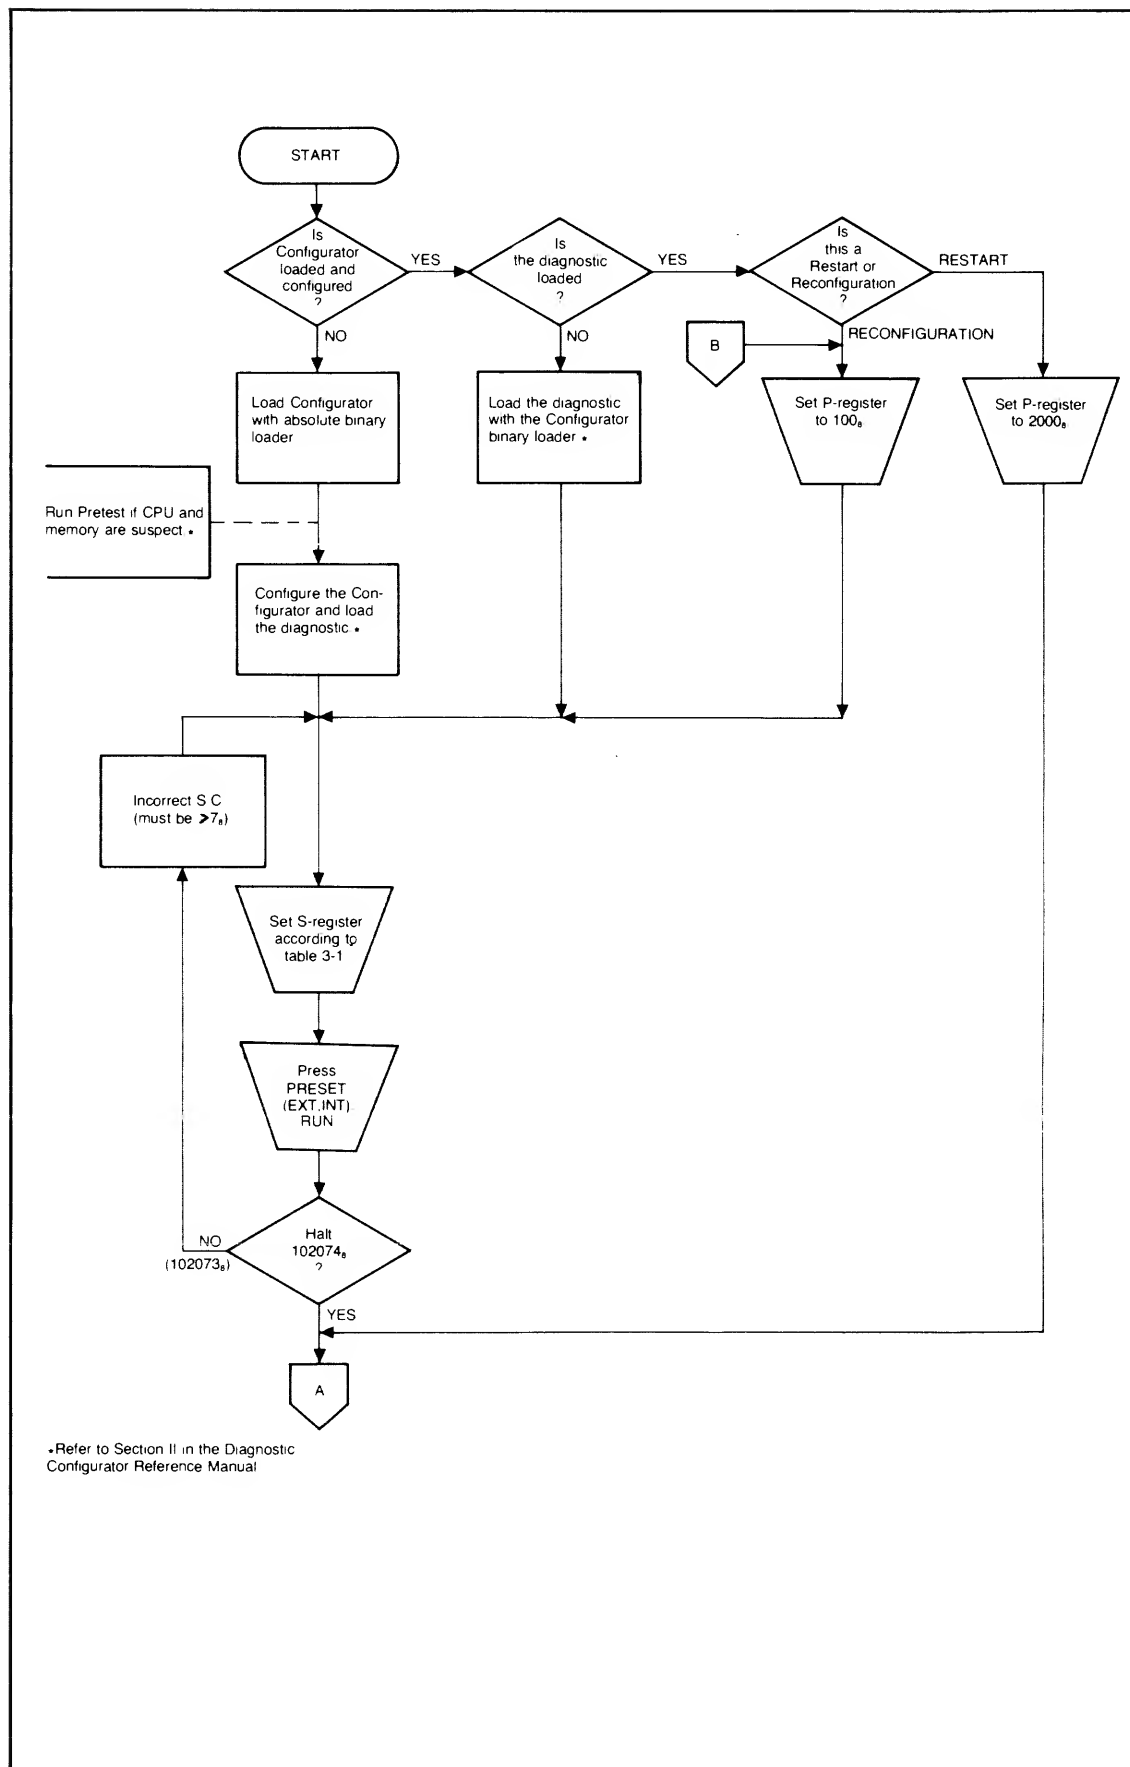 START
Is
Configurator
loaded and
configured
?
YES
NO
Is
the diagnostic
loaded
?
YES
NO
Is
this a
Restart or
Reconfiguration
?
RESTART
RECONFIGURATION
B
Load Configurator
with absolute binary
loader
Load the diagnostic
with the Configurator
binary loader *
Set P-register
to 100₈
Set P-register
to 2000₈
Run Pretest if CPU and
memory are suspect *
Configure the Con-
figurator and load
the diagnostic *
Incorrect S C
(must be ⩾7₈)
Set S-register
according to
table 3-1
Press
PRESET
(EXT,INT)
RUN
Halt
102074₈
?
NO
(102073₈)
YES
A
*Refer to Section II in the Diagnostic
Configurator Reference Manual